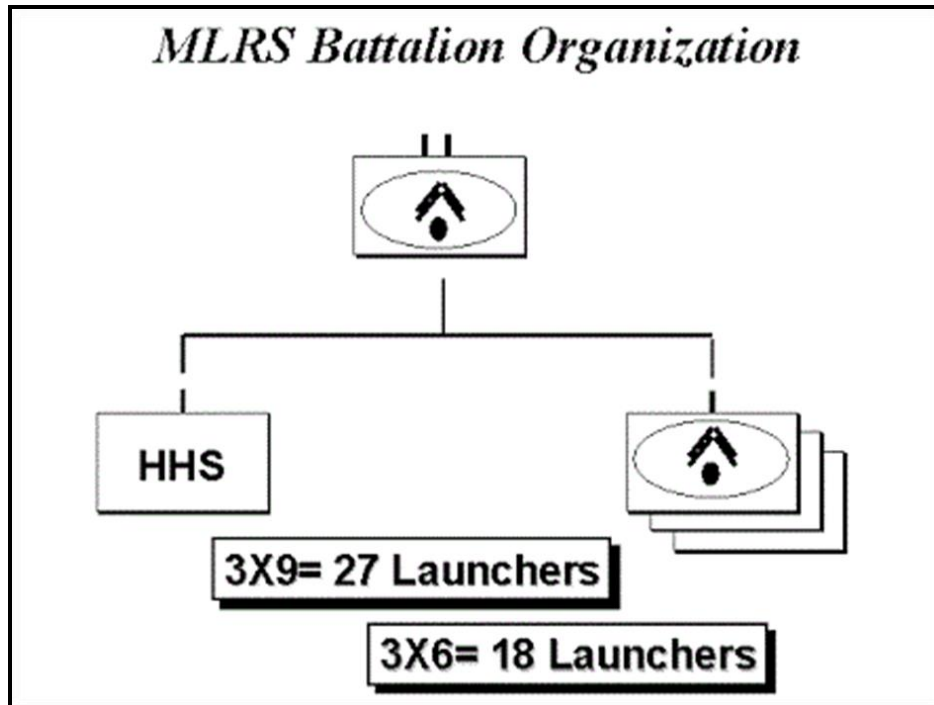 MLRS Battalion Organization
HHS
3X9= 27 Launchers
3X6= 18 Launchers